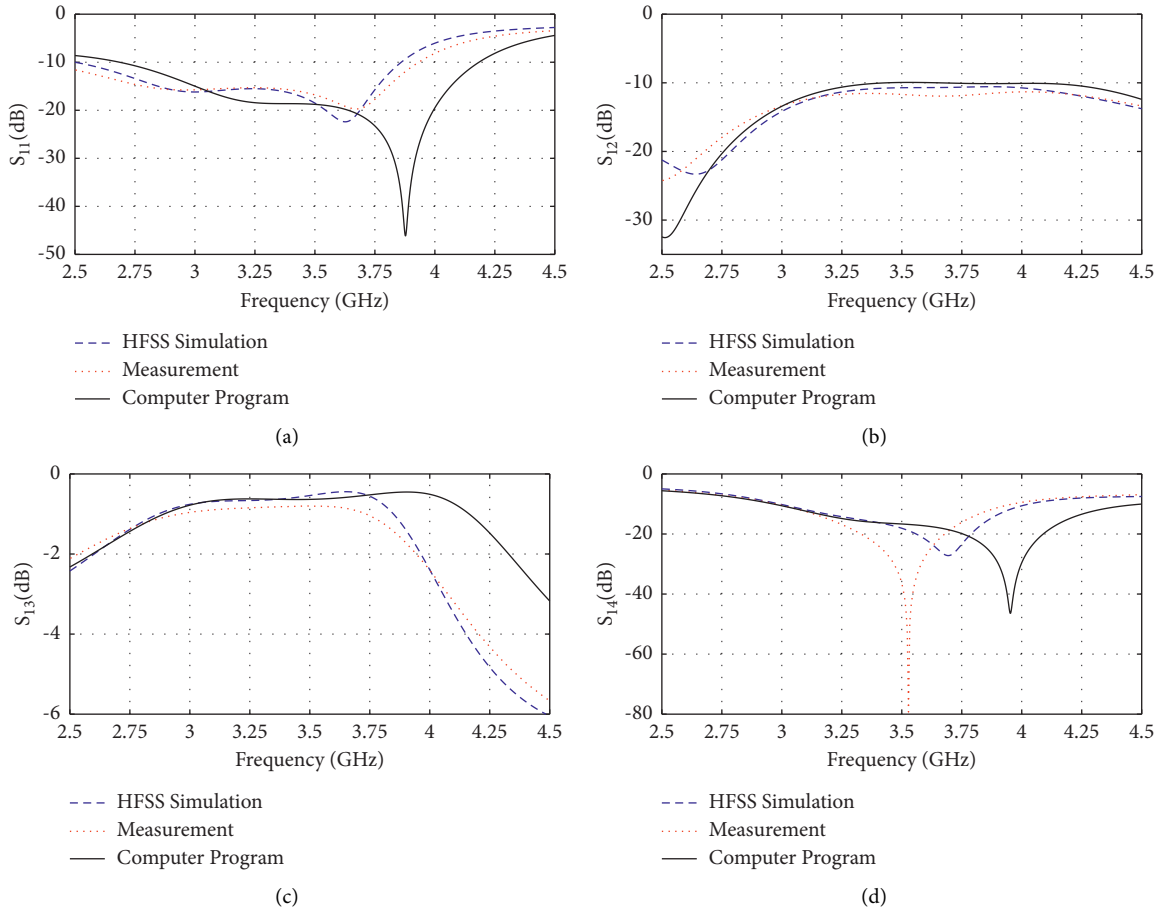 0
-10
-20
-30
-40
-50
S11(dB)
2.5 2.75 3 3.25 3.5 3.75 4 4.25 4.5
Frequency (GHz)
HFSS Simulation
Measurement
Computer Program
(a)
0
-10
-20
-30
S12(dB)
2.5 2.75 3 3.25 3.5 3.75 4 4.25 4.5
Frequency (GHz)
HFSS Simulation
Measurement
Computer Program
(b)
0
-2
-4
-6
S13(dB)
2.5 2.75 3 3.25 3.5 3.75 4 4.25 4.5
Frequency (GHz)
HFSS Simulation
Measurement
Computer Program
(c)
0
-20
-40
-60
-80
S14(dB)
2.5 2.75 3 3.25 3.5 3.75 4 4.25 4.5
Frequency (GHz)
HFSS Simulation
Measurement
Computer Program
(d)